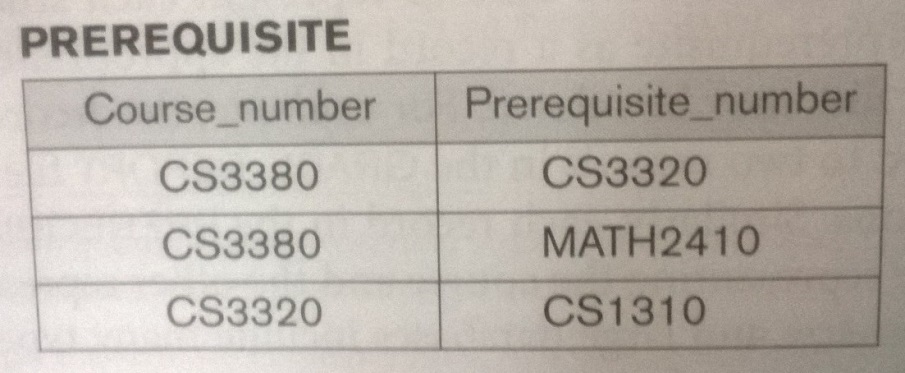 PREREQUISITE
Course_number Prerequisite_number
CS3380 CS3320
CS3380 MATH2410
CS3320 CS1310